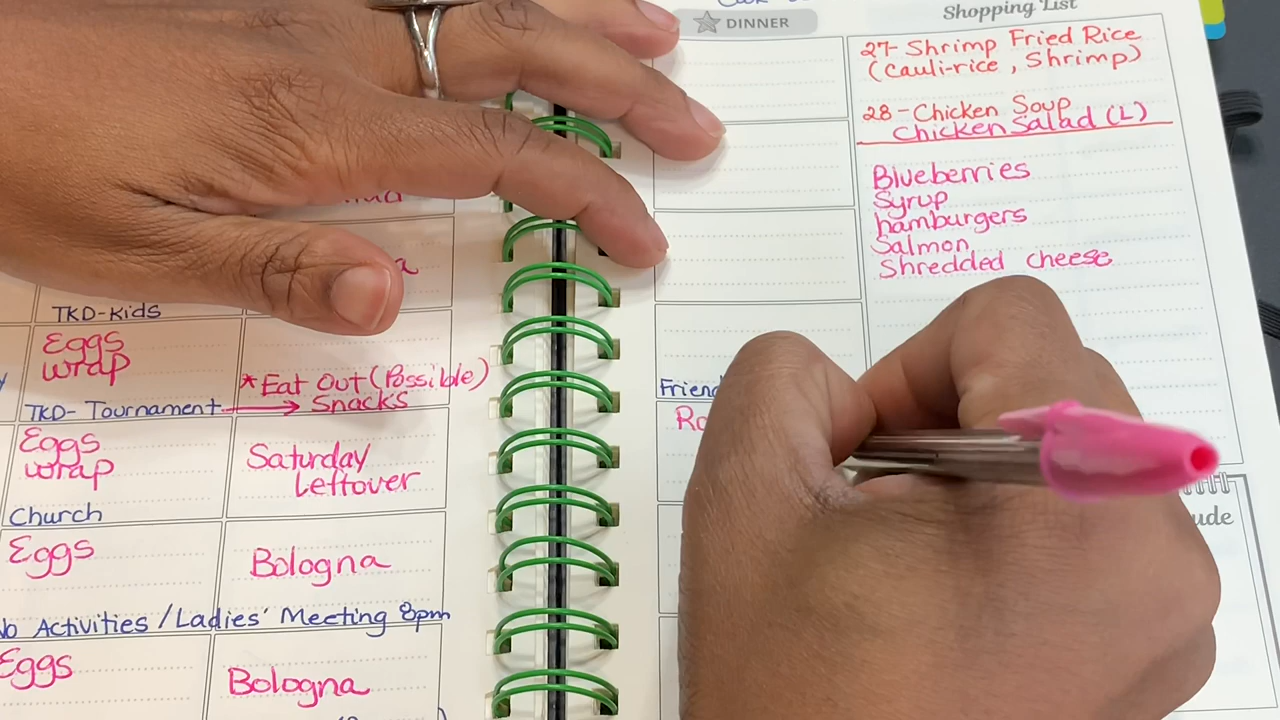 TKD-Kids
Eggs
wrap
*Eat Out (Possible)
TKD- Tournament → Snacks
Eggs
wrap
Saturday
Leftover
Church
Eggs
Bologna
No Activities / Ladies' Meeting 8pm
Eggs
Bologna
DINNER
Friend
Shopping List
27- Shrimp Fried Rice
(Cauli-rice, Shrimp)
28-Chicken Soup
Chicken Salad (L)
Blueberries
Syrup
hamburgers
Salmon
Shredded cheese